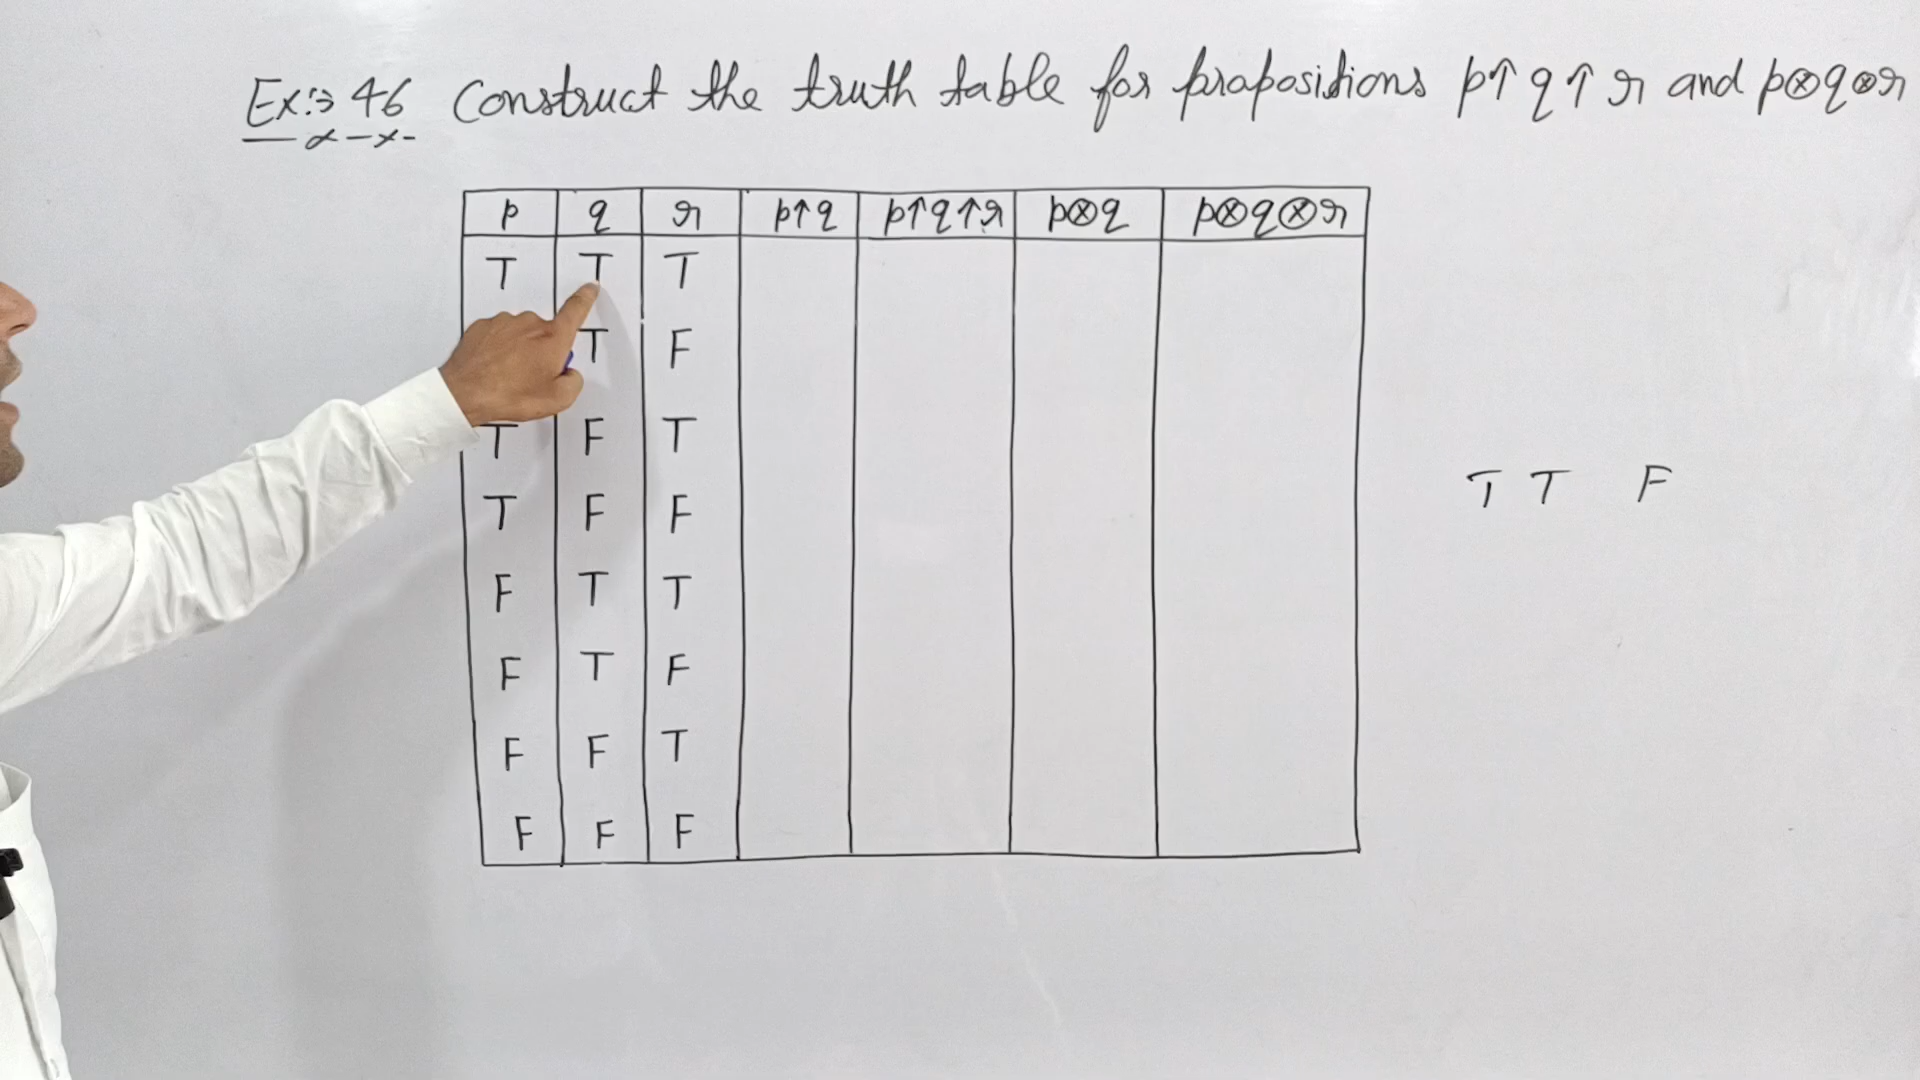 Ex:⇒ 46 Construct the truth table for propositions p↑q↑r and p⊗q⊗r
p q r p↑q p↑q↑r p⊗q p⊗q⊗r
T T T
T F
T F T
T F F
T T F
F T T
F T F
F F T
F F F